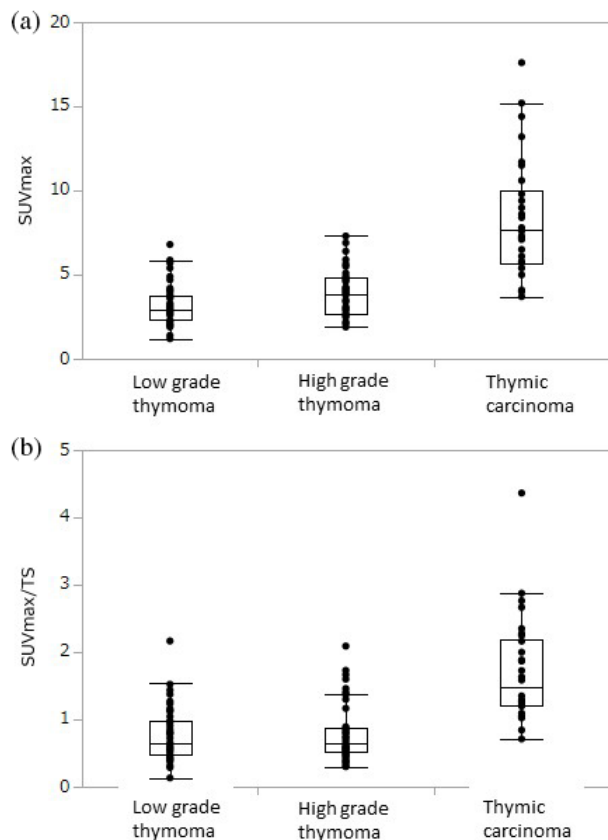 (a)
20
15
10
5
0
SUVmax
Low grade thymoma
High grade thymoma
Thymic carcinoma
(b)
5
4
3
2
1
0
SUVmax/TS
Low grade thymoma
High grade thymoma
Thymic carcinoma